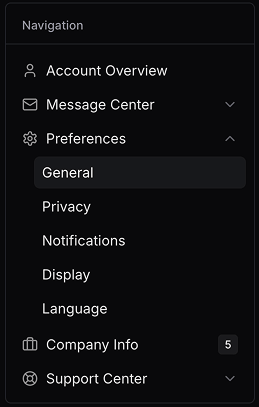 Navigation
Account Overview
Message Center
Preferences
General
Privacy
Notifications
Display
Language
Company Info 5
Support Center